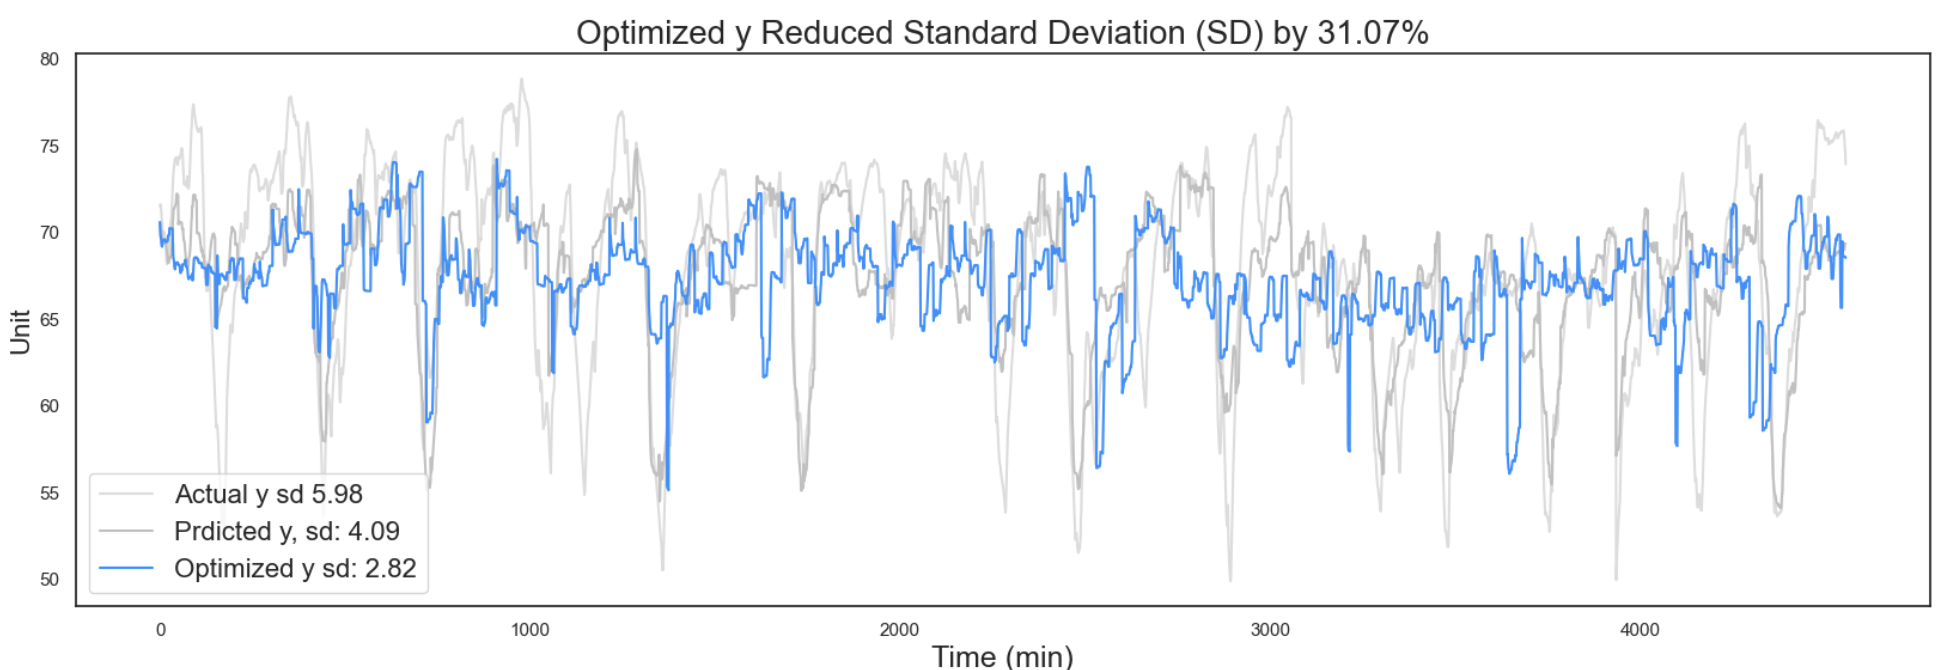 Optimized y Reduced Standard Deviation (SD) by 31.07%
80
75
70
65
60
55
50
Unit
Actual y sd 5.98
Prdicted y, sd: 4.09
Optimized y sd: 2.82
0 1000 2000 3000 4000
Time (min)